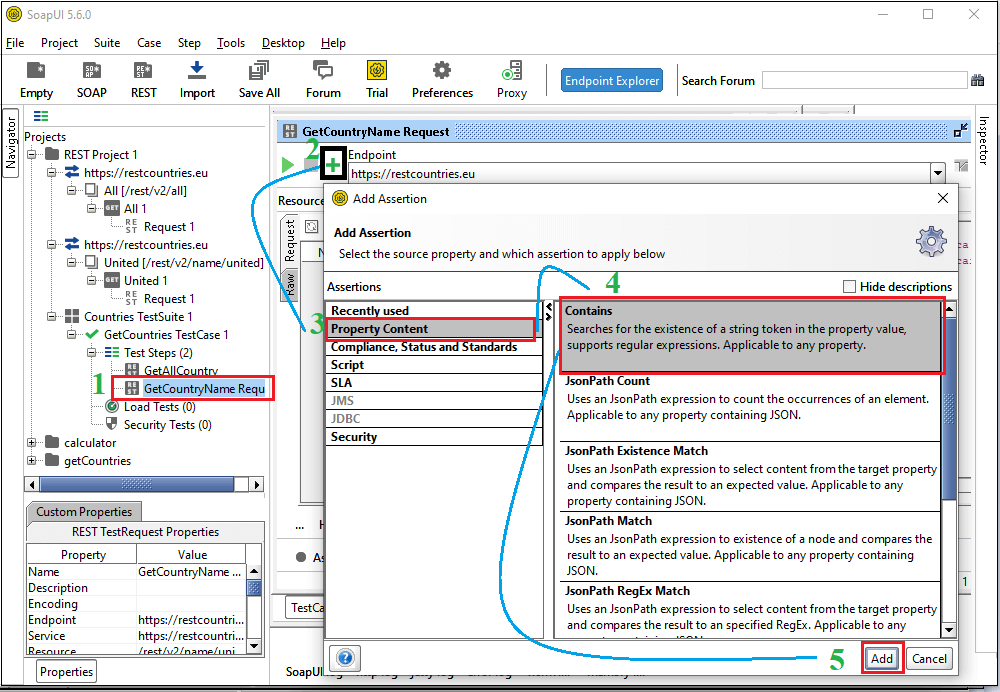 SoapUI 5.6.0
File Project Suite Case Step Tools Desktop Help
Empty SOAP REST Import Save All Forum Trial Preferences Proxy Endpoint Explorer Search Forum
Navigator
Projects
REST Project 1
https://restcountries.eu
All [/rest/v2/all]
GET All 1
REST Request 1
https://restcountries.eu
United [/rest/v2/name/united]
GET United 1
REST Request 1
Countries TestSuite 1
GetCountries TestCase 1
Test Steps (2)
REST GetAllCountry
1 REST GetCountryName Requ
Load Tests (0)
Security Tests (0)
calculator
getCountries
Custom Properties
REST TestRequest Properties
Property Value
Name GetCountryName ...
Description
Encoding
Endpoint https://restcountri...
Service https://restcountri...
Resource /rest/v2/name/uni...
Properties
REST GetCountryName Request
2
Endpoint
https://restcountries.eu
Resource
Request
Raw
TestCa
1
Inspector
Add Assertion
Add Assertion
Select the source property and which assertion to apply below
Assertions
4
Hide descriptions
Recently used
3 Property Content
Compliance, Status and Standards
Script
SLA
JMS
JDBC
Security
Contains
Searches for the existence of a string token in the property value,
supports regular expressions. Applicable to any property.
JsonPath Count
Uses an JsonPath expression to count the occurrences of an element.
Applicable to any property containing JSON.
JsonPath Existence Match
Uses an JsonPath expression to select content from the target property
and compares the result to an expected value. Applicable to any
property containing JSON.
JsonPath Match
Uses an JsonPath expression to existence of a node and compares the
result to an expected value. Applicable to any property containing
JSON.
JsonPath RegEx Match
Uses an JsonPath expression to select content from the target property
and compares the result to an specified RegEx. Applicable to any
5 Add Cancel
SoapUI